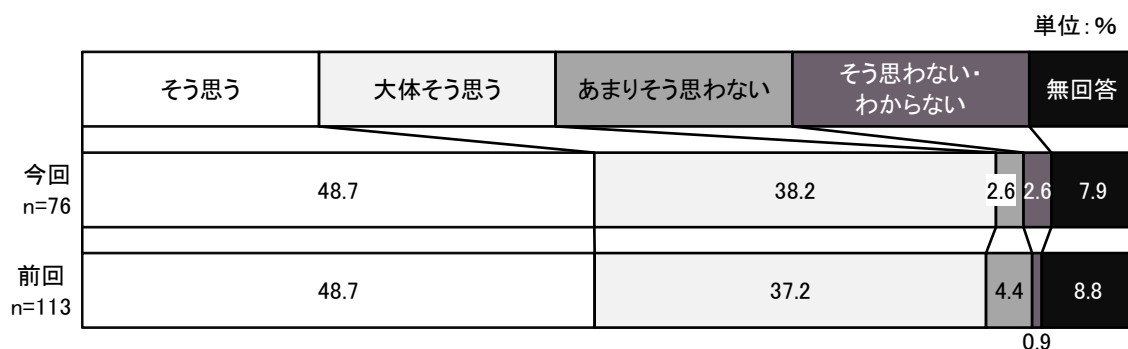 単位：%
そう思う
大体そう思う
あまりそう思わない
そう思わない・
わからない
無回答
今回
n=76
48.7
38.2
2.6
2.6
7.9
前回
n=113
48.7
37.2
4.4
0.9
8.8